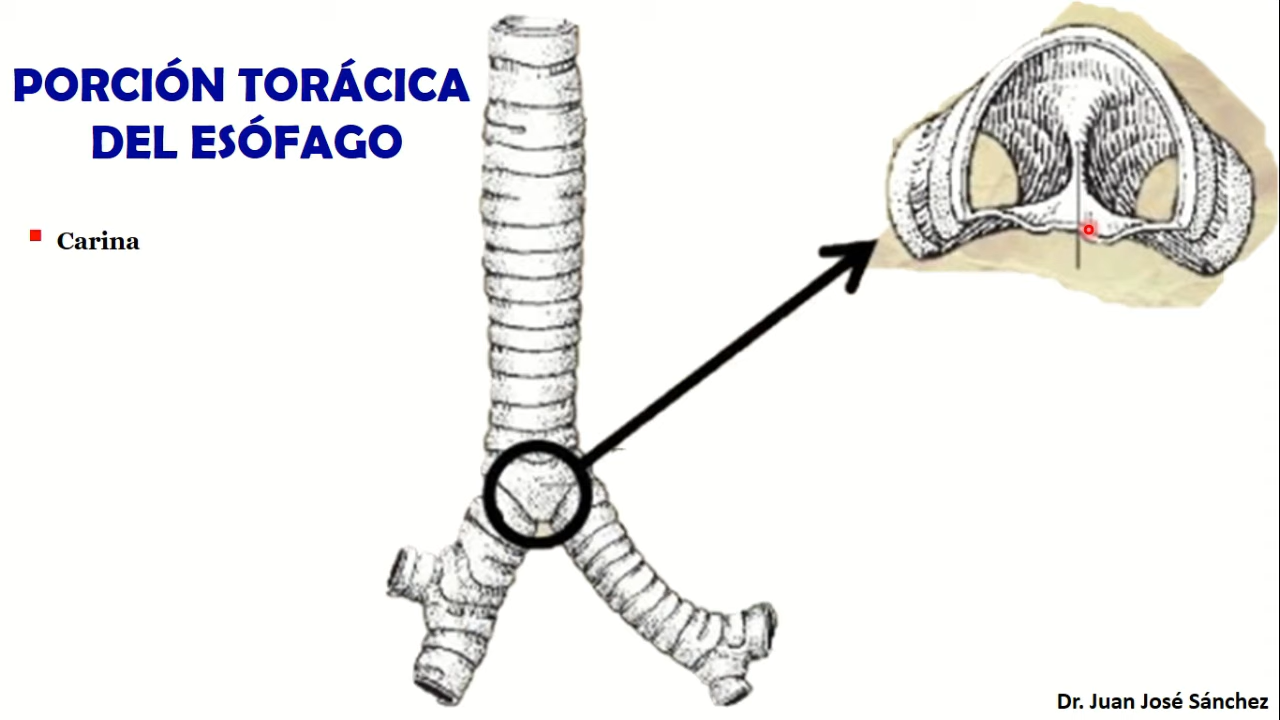 PORCIÓN TORÁCICA
DEL ESÓFAGO
Carina
Dr. Juan José Sánchez